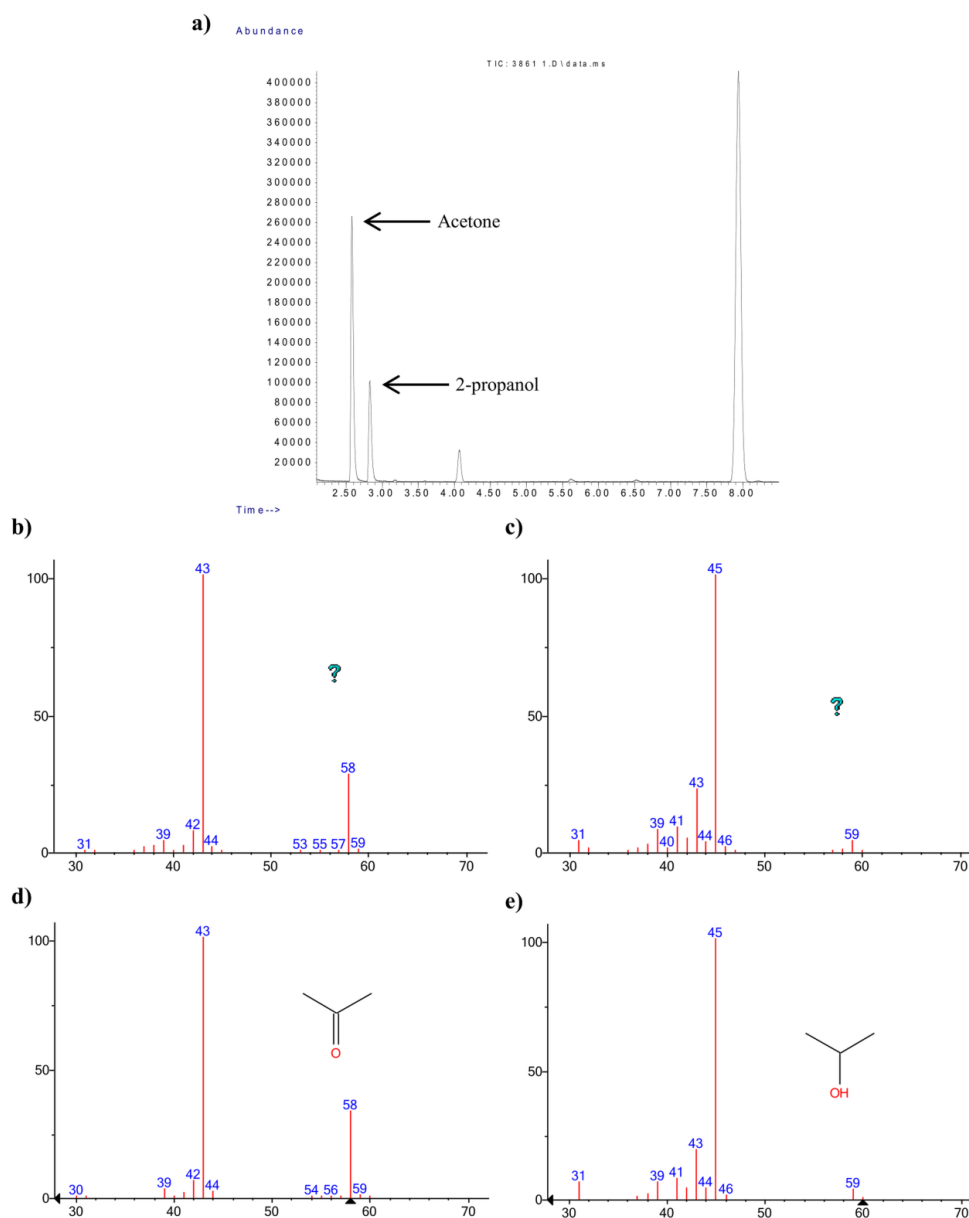 a)
Abundance
TIC: 3861 1.D\data.ms
400000
380000
360000
340000
320000
300000
280000
260000
240000
220000
200000
180000
160000
140000
120000
100000
80000
60000
40000
20000
Acetone
2-propanol
2.50 3.00 3.50 4.00 4.50 5.00 5.50 6.00 6.50 7.00 7.50 8.00
Time-->
b)
100
50
0
43
?
58
31 39 42 44 53 55 57 59
30 40 50 60 70
c)
100
50
0
45
?
43
31 39 40 41 44 46 59
30 40 50 60 70
d)
100
50
0
43
O
58
30 39 42 44 54 56 59
30 40 50 60 70
e)
100
50
0
45
OH
43
31 39 41 44 46 59
30 40 50 60 70